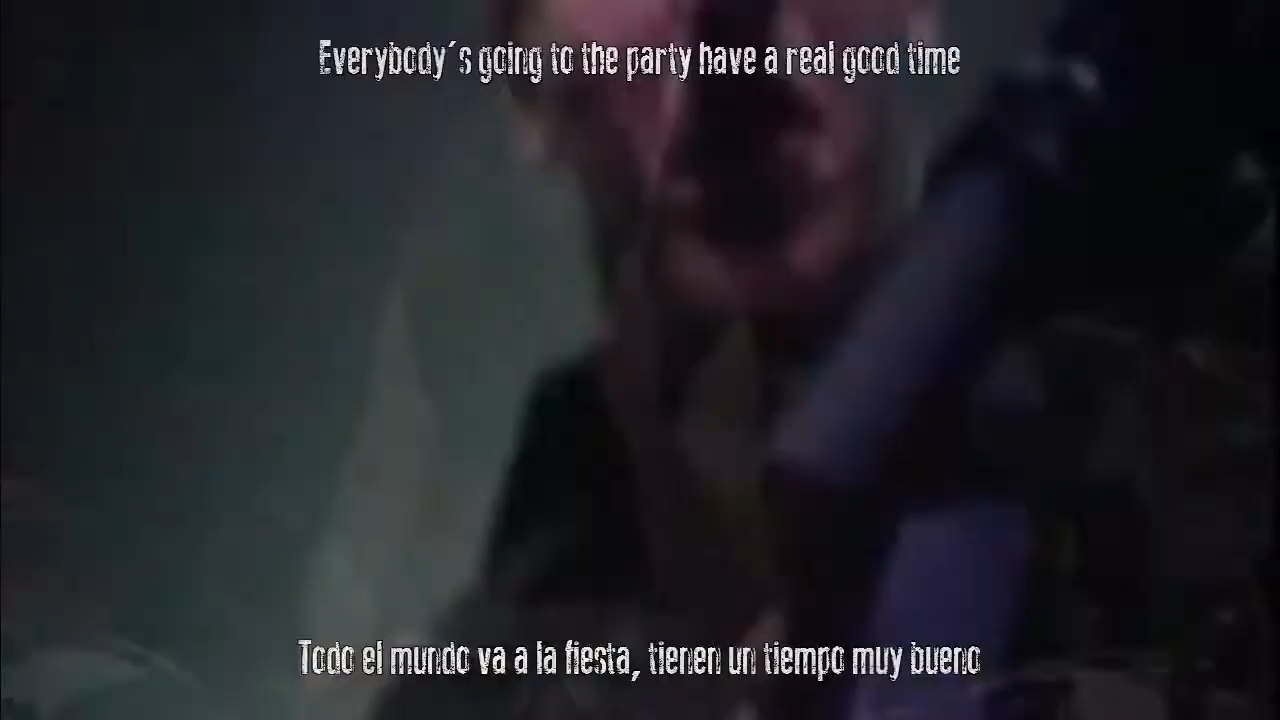 Everybody´s going to the party have a real good time
Todo el mundo va a la fiesta, tienen un tiempo muy bueno